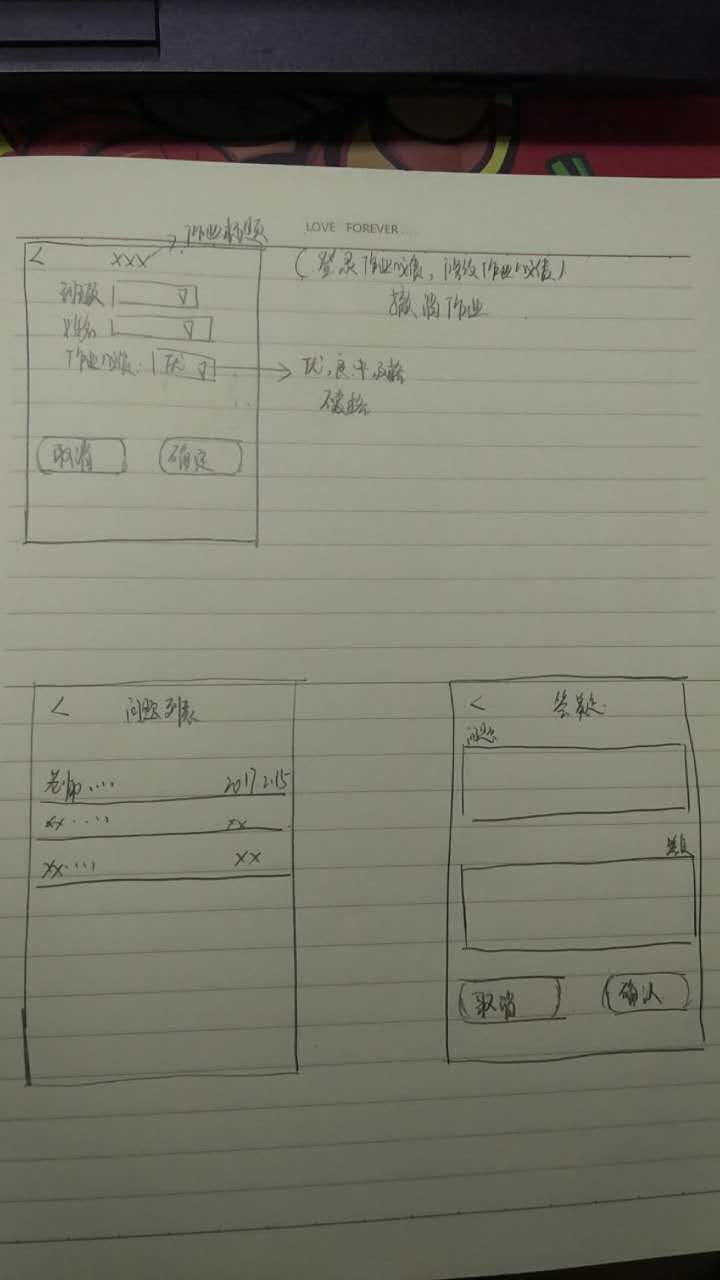 LOVE FOREVER
作业标题
< xxx
(登录作业成绩,修改作业成绩)
撤消作业
班级
姓名
作业成绩: 优
优,良,中,及格
不及格
取消 确定
< 问题列表
老师.... 2017 2.15
xx..... xx
xx.... xx
< 答疑
问题:
答复
取消 确认